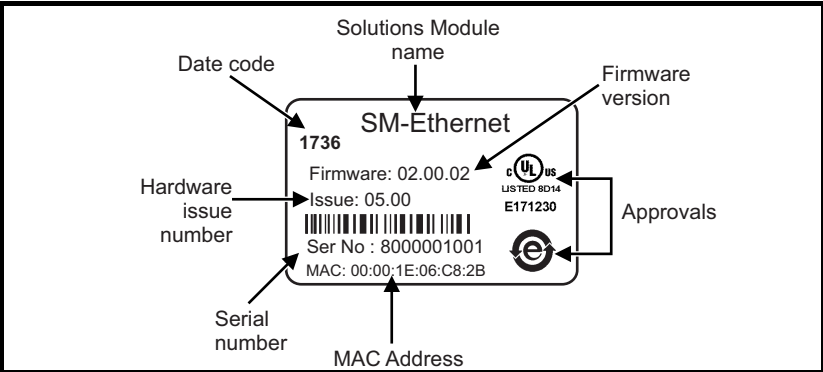 Solutions Module
name
Date code
Firmware
version
SM-Ethernet
1736
Firmware: 02.00.02
Hardware
issue
number
Issue: 05.00
c UL us
LISTED 8D14
E171230
Approvals
Ser No : 8000001001
e
MAC: 00:00:1E:06:C8:2B
Serial
number
MAC Address